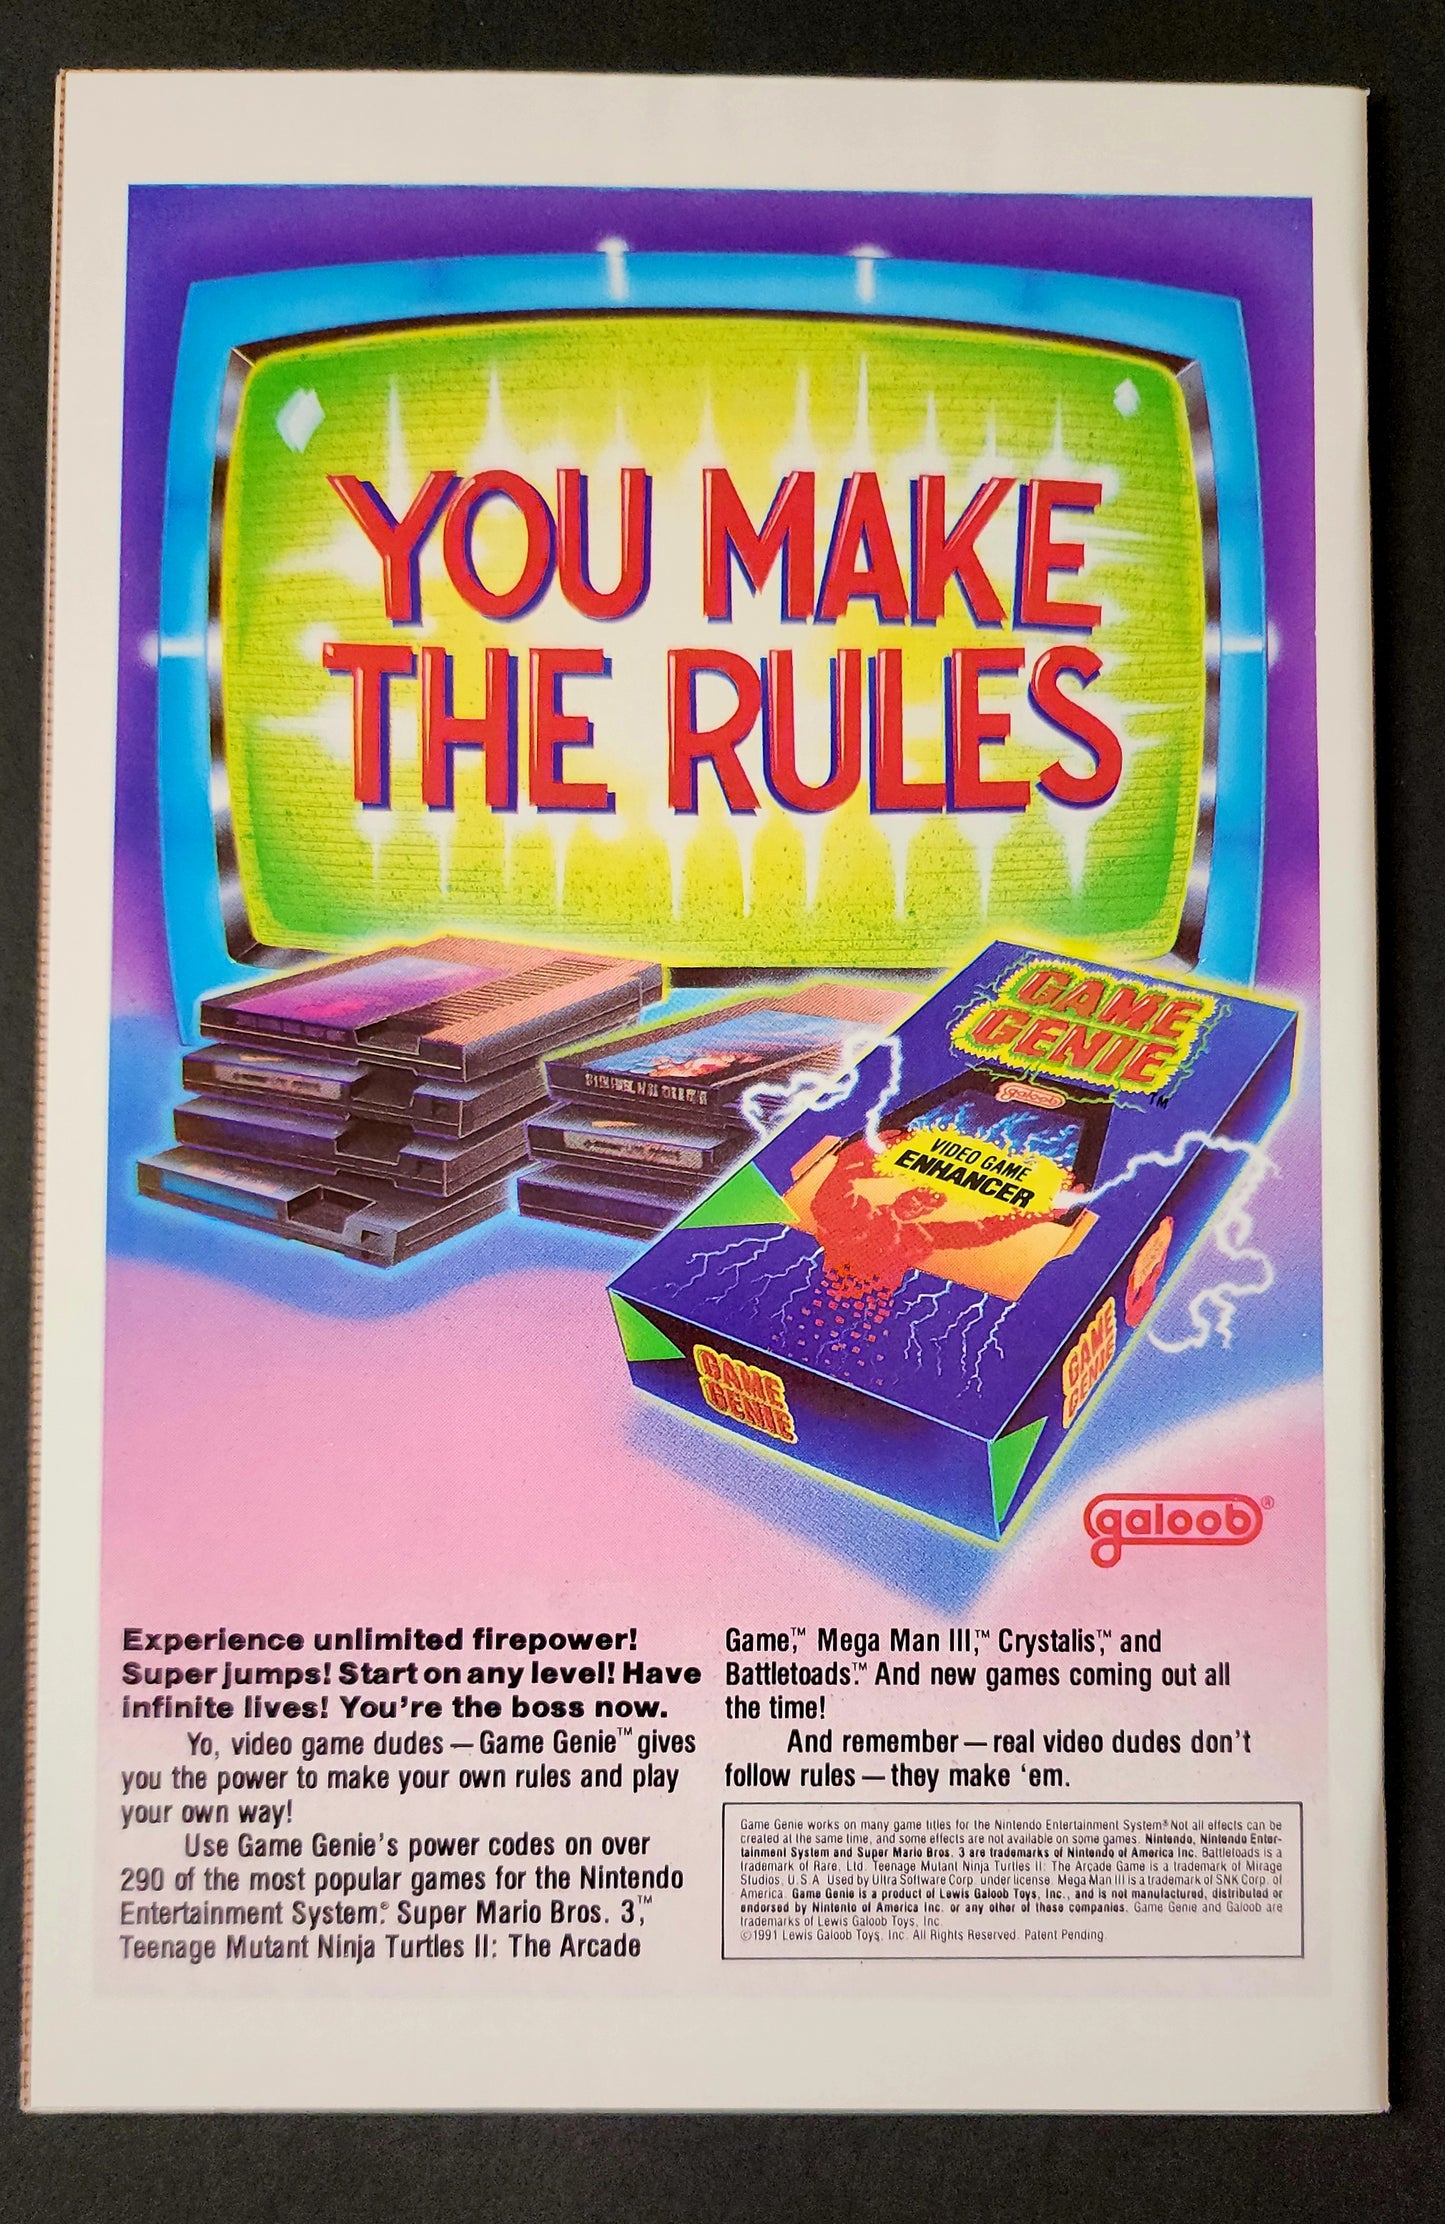 YOU MAKE
THE RULES
GAME
GENIE
TM
galoob
VIDEO GAME
ENHANCER
GAME
GENIE
GAME
GENIE
galoob®
Experience unlimited firepower!
Super jumps! Start on any level! Have
infinite lives! You're the boss now.
Yo, video game dudes — Game Genie™ gives
you the power to make your own rules and play
your own way!
Use Game Genie's power codes on over
290 of the most popular games for the Nintendo
Entertainment System.® Super Mario Bros. 3,™
Teenage Mutant Ninja Turtles II: The Arcade
Game,™ Mega Man III,™ Crystalis,™ and
Battletoads.™ And new games coming out all
the time!
And remember — real video dudes don't
follow rules — they make 'em.
Game Genie works on many game titles for the Nintendo Entertainment System® Not all effects can be
created at the same time, and some effects are not available on some games. Nintendo, Nintendo Enter-
tainment System and Super Mario Bros. 3 are trademarks of Nintendo of America Inc. Battletoads is a
trademark of Rare, Ltd. Teenage Mutant Ninja Turtles II: The Arcade Game is a trademark of Mirage
Studios, U.S.A. Used by Ultra Software Corp. under license. Mega Man III is a trademark of SNK Corp. of
America. Game Genie is a product of Lewis Galoob Toys, Inc., and is not manufactured, distributed or
endorsed by Nintento of America Inc. or any other of these companies. Game Genie and Galoob are
trademarks of Lewis Galoob Toys, Inc.
©1991 Lewis Galoob Toys, Inc. All Rights Reserved. Patent Pending.